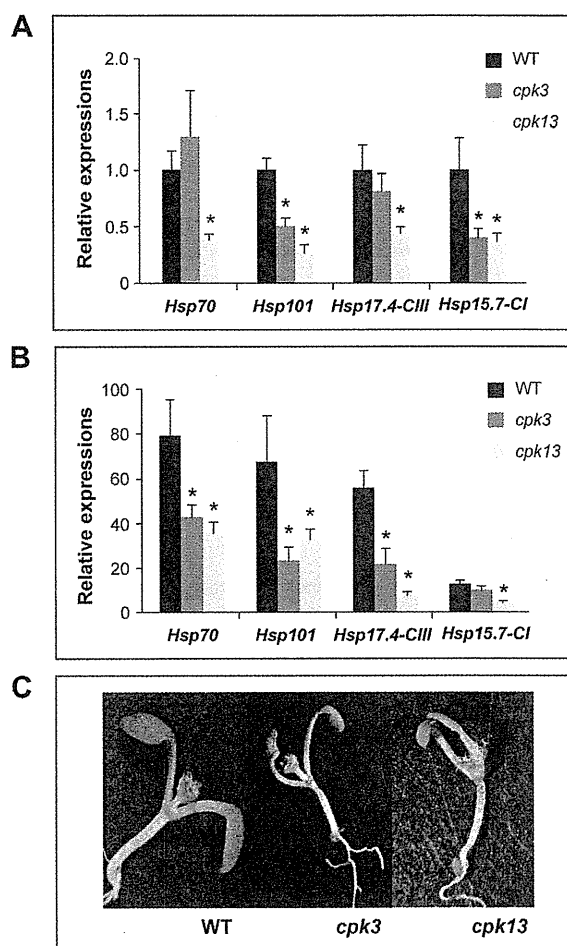 A
Relative expressions
2.0
1.5
1.0
0.5
0
WT
cpk3
cpk13
* * * * * *
Hsp70 Hsp101 Hsp17.4-CIII Hsp15.7-CI
B
Relative expressions
100
80
60
40
20
0
WT
cpk3
cpk13
* * * * * * *
Hsp70 Hsp101 Hsp17.4-CIII Hsp15.7-CI
C
WT cpk3 cpk13